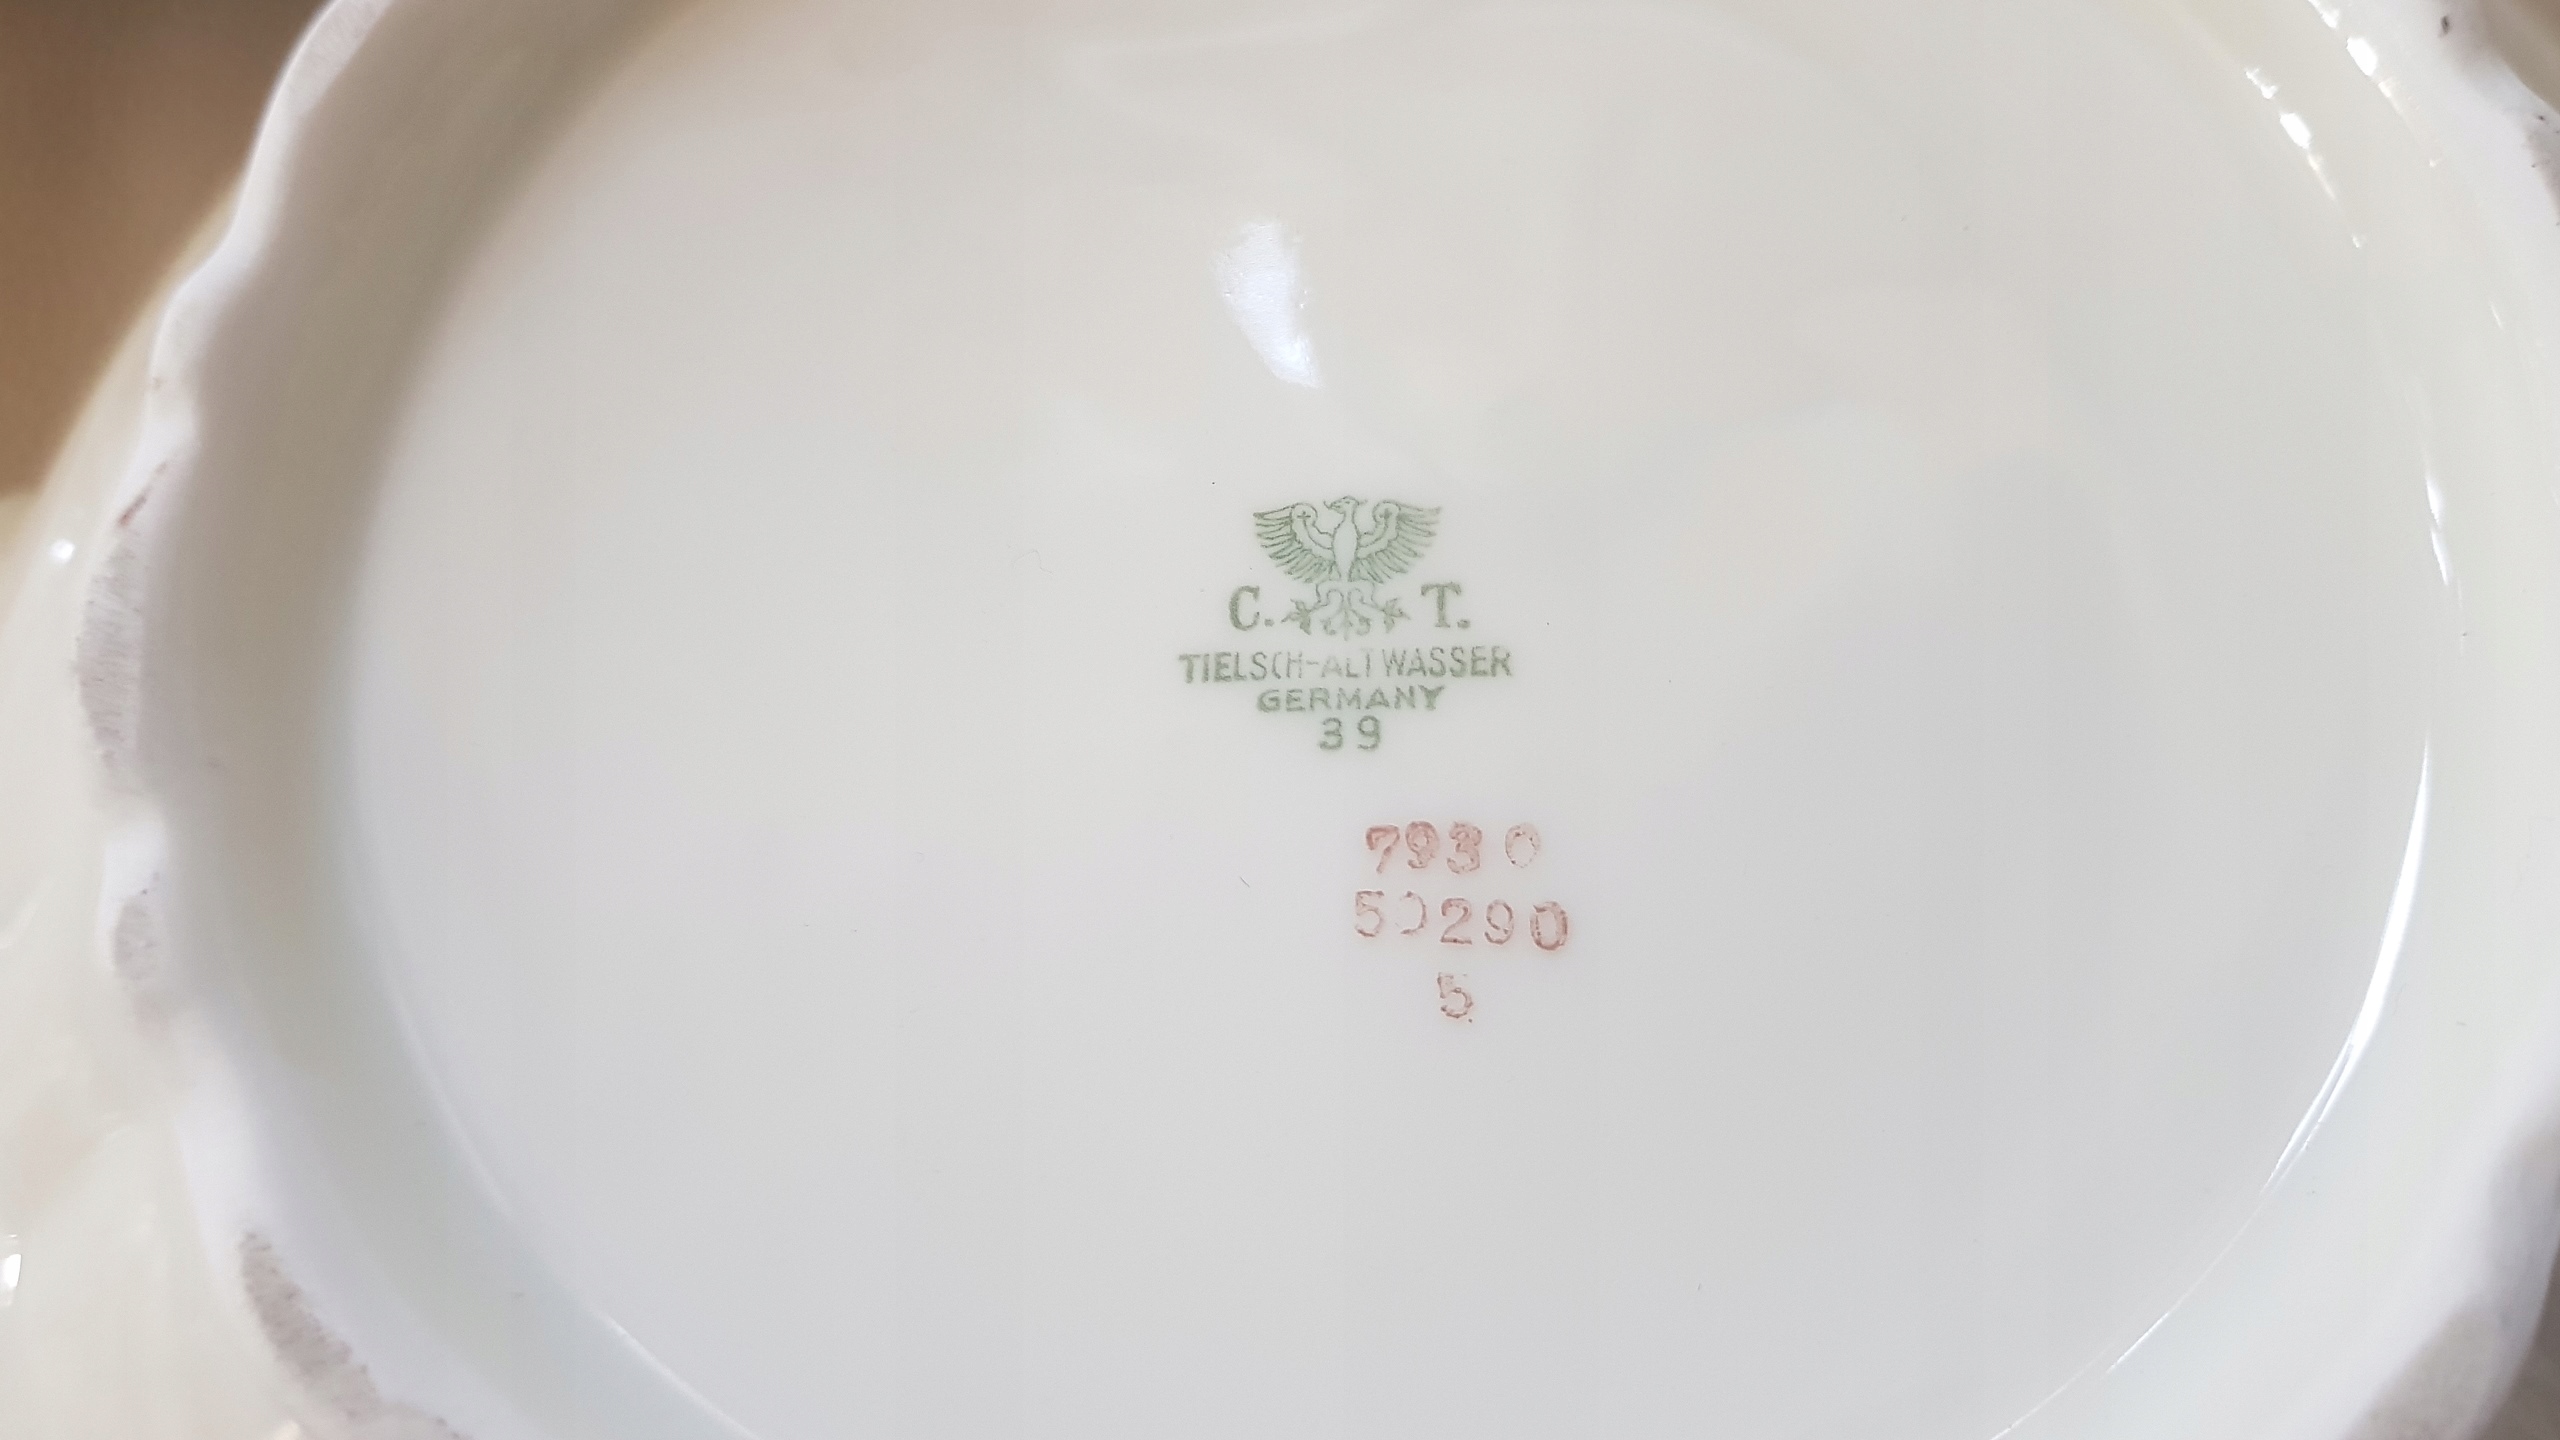 C. T.
TIELSCH-ALTWASSER
GERMANY
39
7930
50290
5